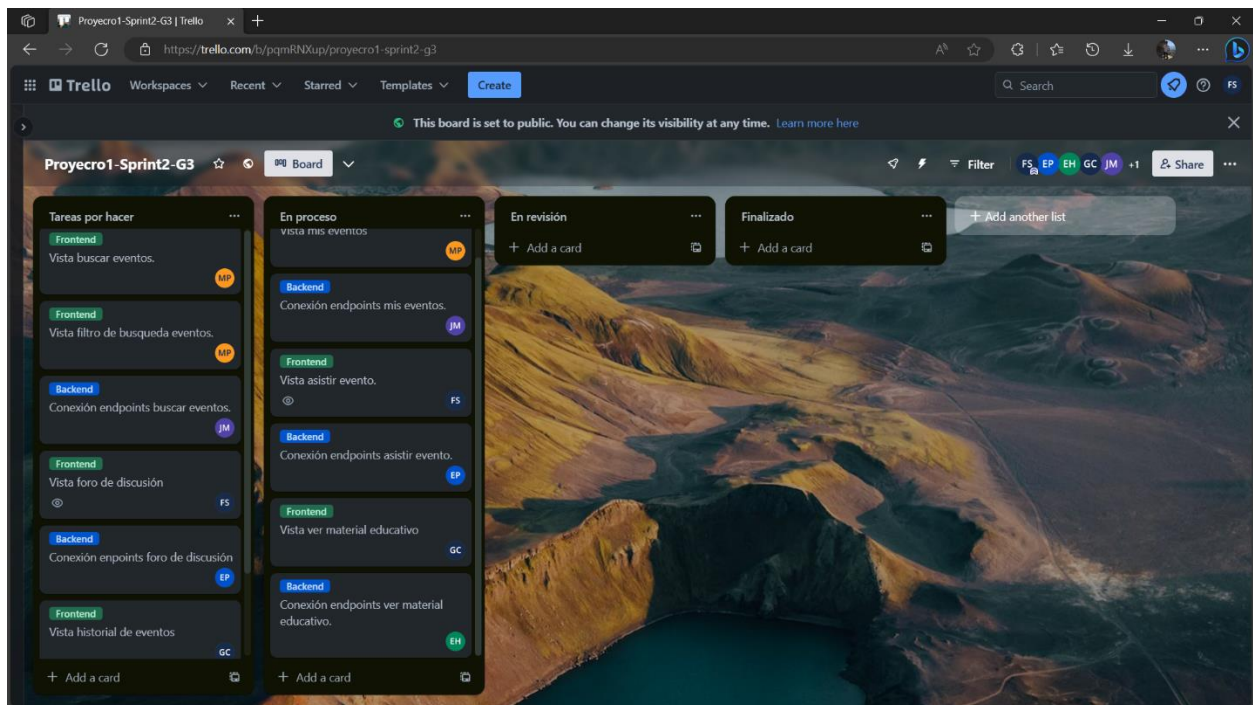 Proyecro1-Sprint2-G3 | Trello
https://trello.com/b/pqmRNXup/proyecro1-sprint2-g3
Trello Workspaces Recent Starred Templates Create Search FS
This board is set to public. You can change its visibility at any time. Learn more here
Proyecro1-Sprint2-G3 Board Filter FS EP EH GC JM +1 Share
Tareas por hacer
Frontend
Vista buscar eventos.
MP
Frontend
Vista filtro de busqueda eventos.
MP
Backend
Conexión endpoints buscar eventos.
JM
Frontend
Vista foro de discusión
FS
Backend
Conexión enpoints foro de discusión
EP
Frontend
Vista historial de eventos
GC
+ Add a card
En proceso
Vista mis eventos
MP
Backend
Conexión endpoints mis eventos.
JM
Frontend
Vista asistir evento.
FS
Backend
Conexión endpoints asistir evento.
EP
Frontend
Vista ver material educativo
GC
Backend
Conexión endpoints ver material
educativo.
EH
+ Add a card
En revisión
+ Add a card
Finalizado
+ Add a card
+ Add another list